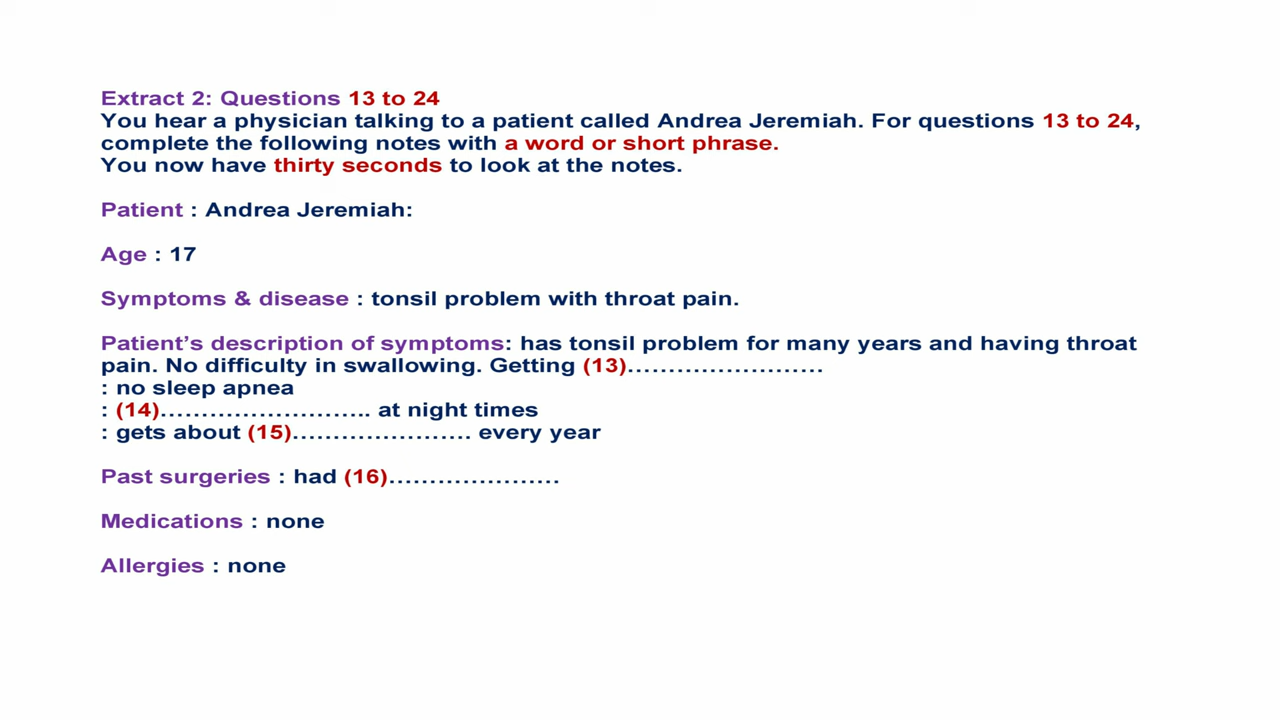 Extract 2: Questions 13 to 24
You hear a physician talking to a patient called Andrea Jeremiah. For questions 13 to 24,
complete the following notes with a word or short phrase.
You now have thirty seconds to look at the notes.
Patient : Andrea Jeremiah:
Age : 17
Symptoms & disease : tonsil problem with throat pain.
Patient’s description of symptoms: has tonsil problem for many years and having throat
pain. No difficulty in swallowing. Getting (13)……………………
: no sleep apnea
: (14)…………………….. at night times
: gets about (15)…………………. every year
Past surgeries : had (16)…………………
Medications : none
Allergies : none